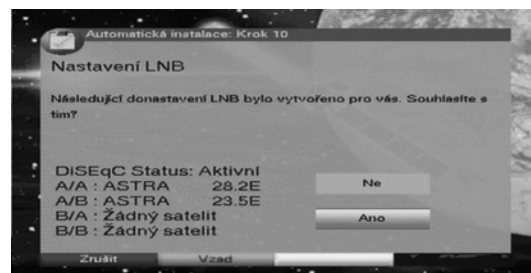 Automatická instalace: Krok 10
Nastavení LNB
Následující donastavení LNB bylo vytvořeno pro vás. Souhlasíte s
tim?
DiSEqC Status: Aktivní
A/A : ASTRA 28.2E
Ne
A/B : ASTRA 23.5E
B/A : Žádný satelit
Ano
B/B : Žádný satelit
Zrušit Vzad